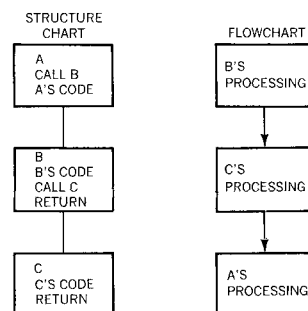 STRUCTURE
CHART
A
CALL B
A'S CODE
B
B'S CODE
CALL C
RETURN
C
C'S CODE
RETURN
FLOWCHART
B'S
PROCESSING
C'S
PROCESSING
A'S
PROCESSING